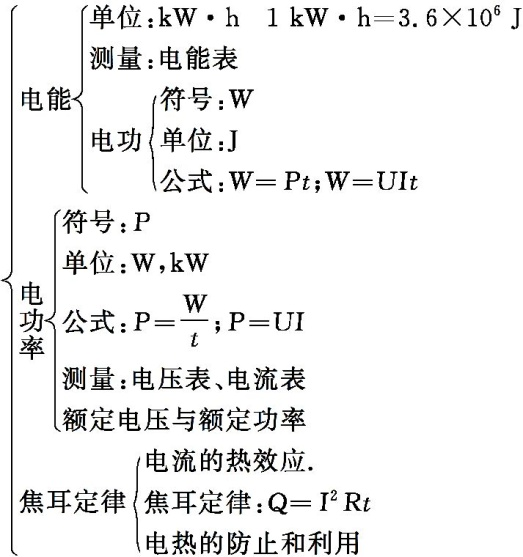 单位:kW·h 1 kW·h=3.6×10⁶ J
测量:电能表
电能
符号:W
电功
单位:J
公式:W=Pt;W=UIt
符号:P
单位:W,kW
电功率
公式:P=W/t;P=UI
测量:电压表、电流表
额定电压与额定功率
电流的热效应.
焦耳定律
焦耳定律:Q=I²Rt
电热的防止和利用